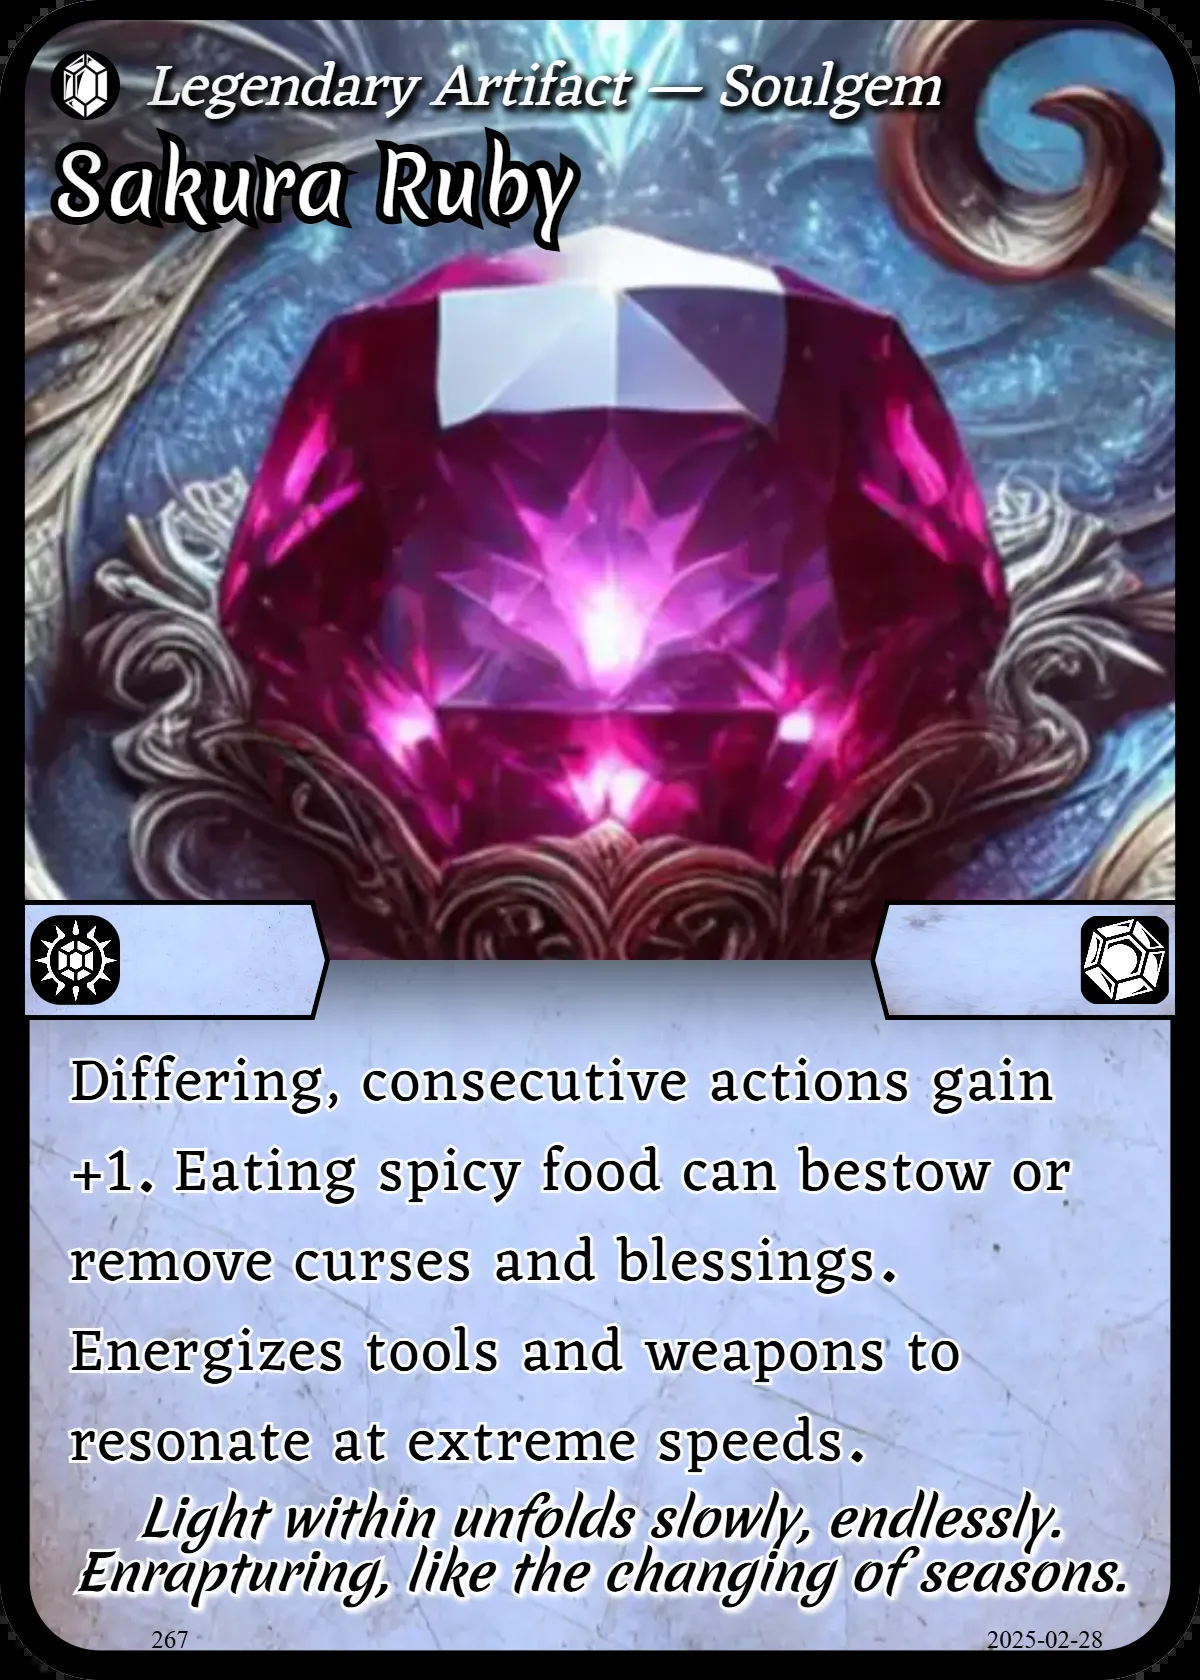 Legendary Artifact — Soulgem
Sakura Ruby
Differing, consecutive actions gain
+1. Eating spicy food can bestow or
remove curses and blessings.
Energizes tools and weapons to
resonate at extreme speeds.
Light within unfolds slowly, endlessly.
Enrapturing, like the changing of seasons.
267
2025-02-28